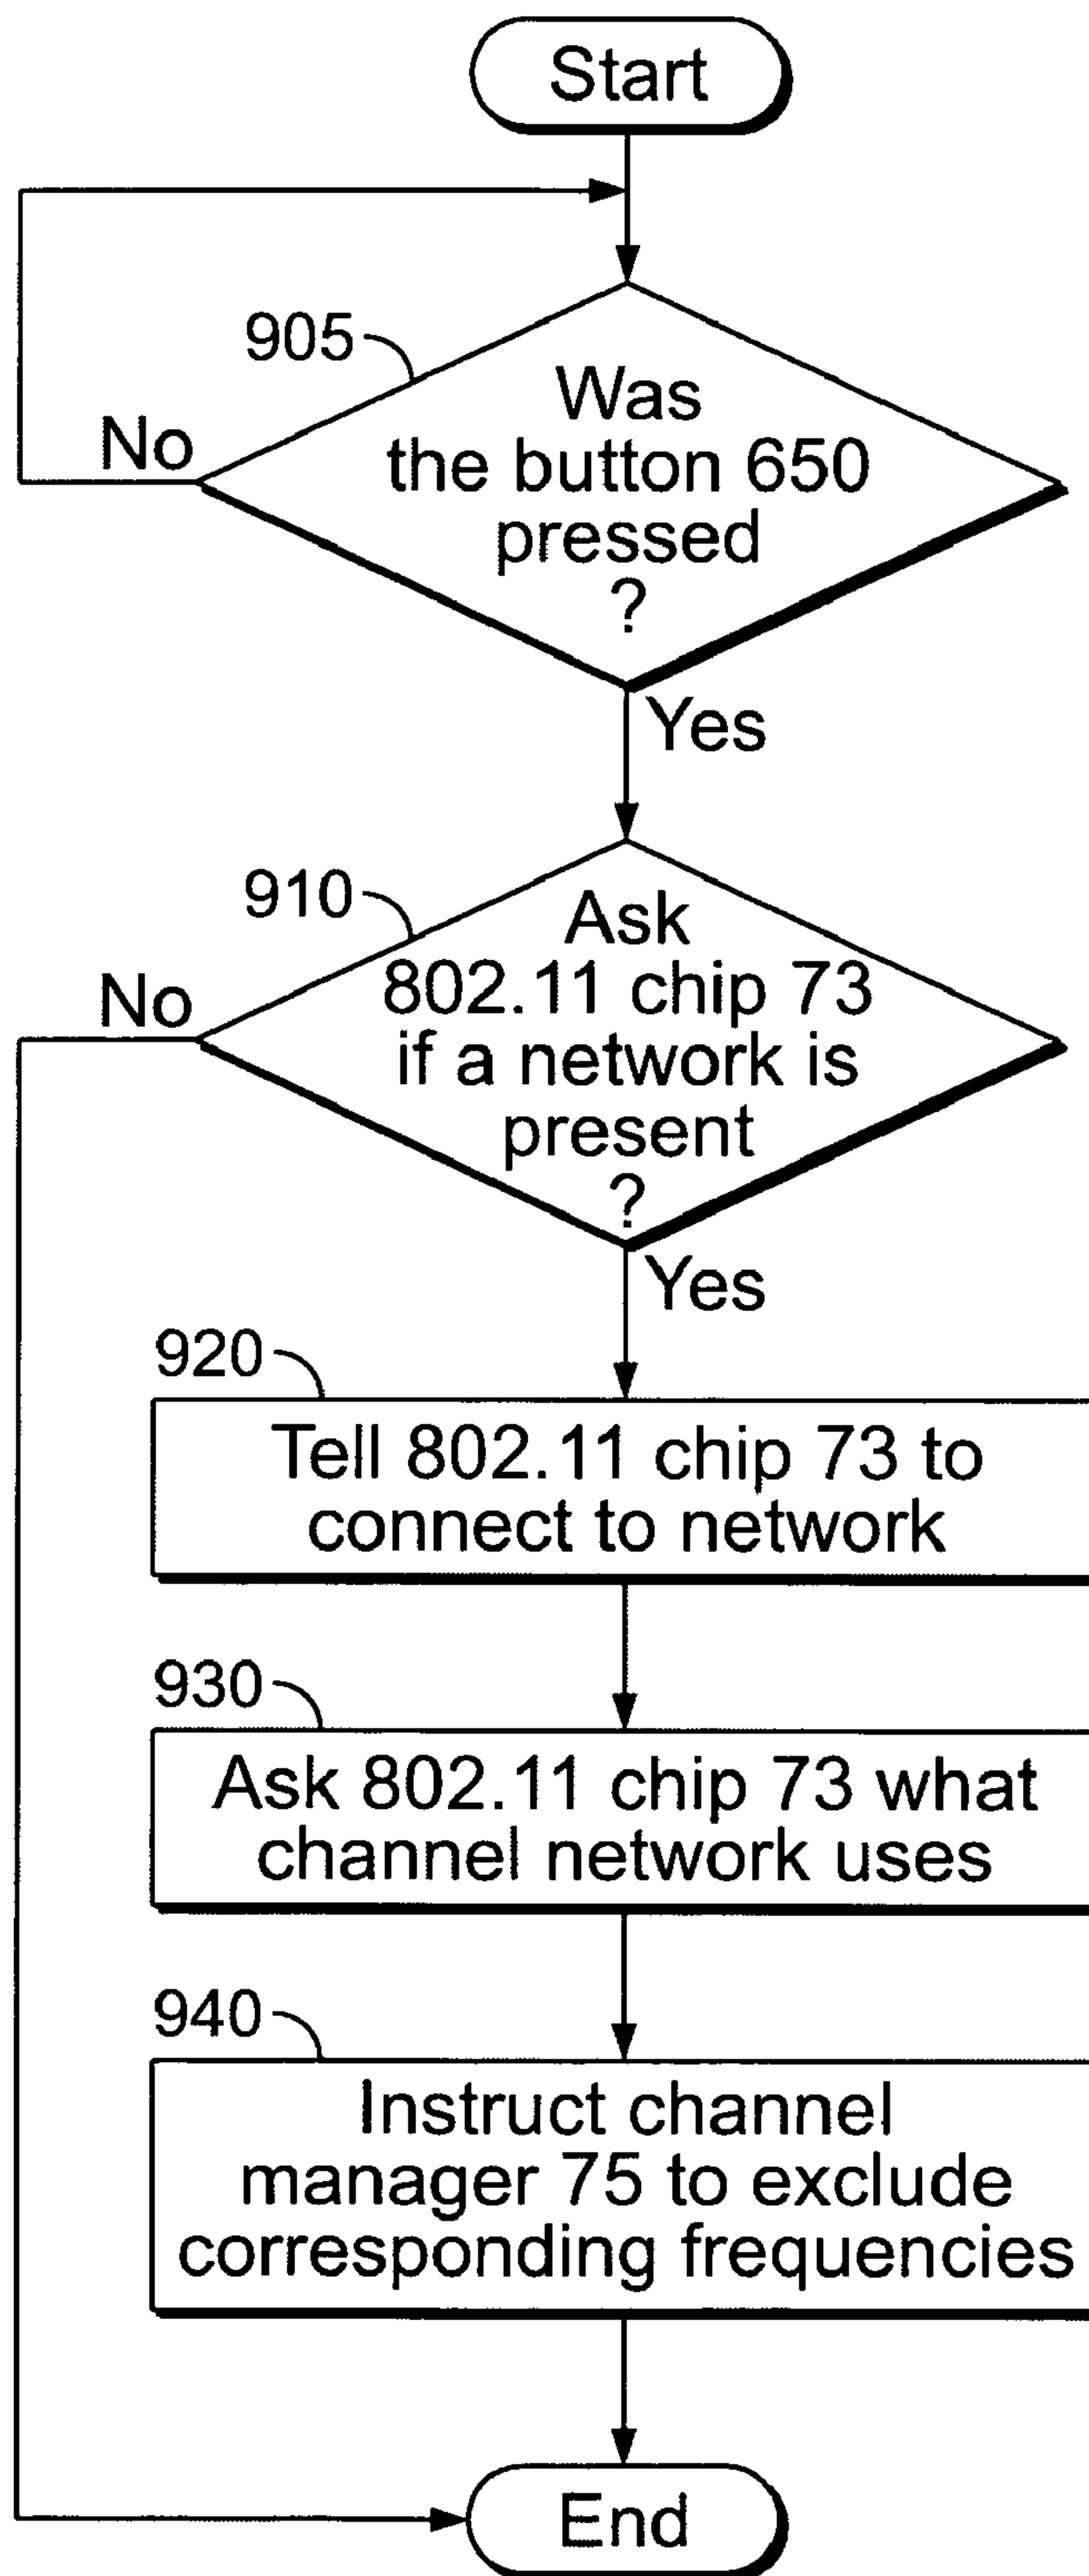 Start
905
No
Was
the button 650
pressed
?
Yes
910
No
Ask
802.11 chip 73
if a network is
present
?
Yes
920
Tell 802.11 chip 73 to
connect to network
930
Ask 802.11 chip 73 what
channel network uses
940
Instruct channel
manager 75 to exclude
corresponding frequencies
End